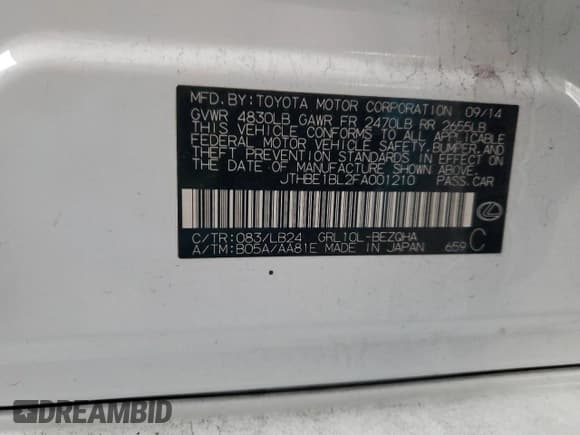 MFD. BY: TOYOTA MOTOR CORPORATION 09/14
GVWR 4830LB GAWR FR 2470LB RR 2655LB
THIS VEHICLE CONFORMS TO ALL APPLICABLE
FEDERAL MOTOR VEHICLE SAFETY, BUMPER, AND
THEFT PREVENTION STANDARDS IN EFFECT ON
THE DATE OF MANUFACTURE SHOWN ABOVE.
JTHBE1BL2FA001210 PASS.CAR
C/TR: 083/LB24 GRL10L-BEZQHA
A/TM: B05A/AA81E MADE IN JAPAN 659 C
DREAMBID